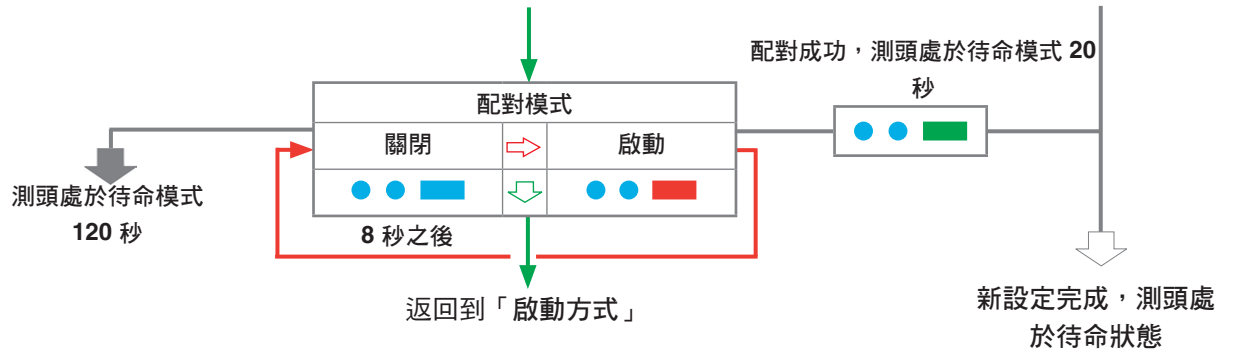 配對成功，測頭處於待命模式 20
秒
配對模式
關閉
啟動
測頭處於待命模式
120 秒
8 秒之後
返回到「啟動方式」
新設定完成，測頭處
於待命狀態